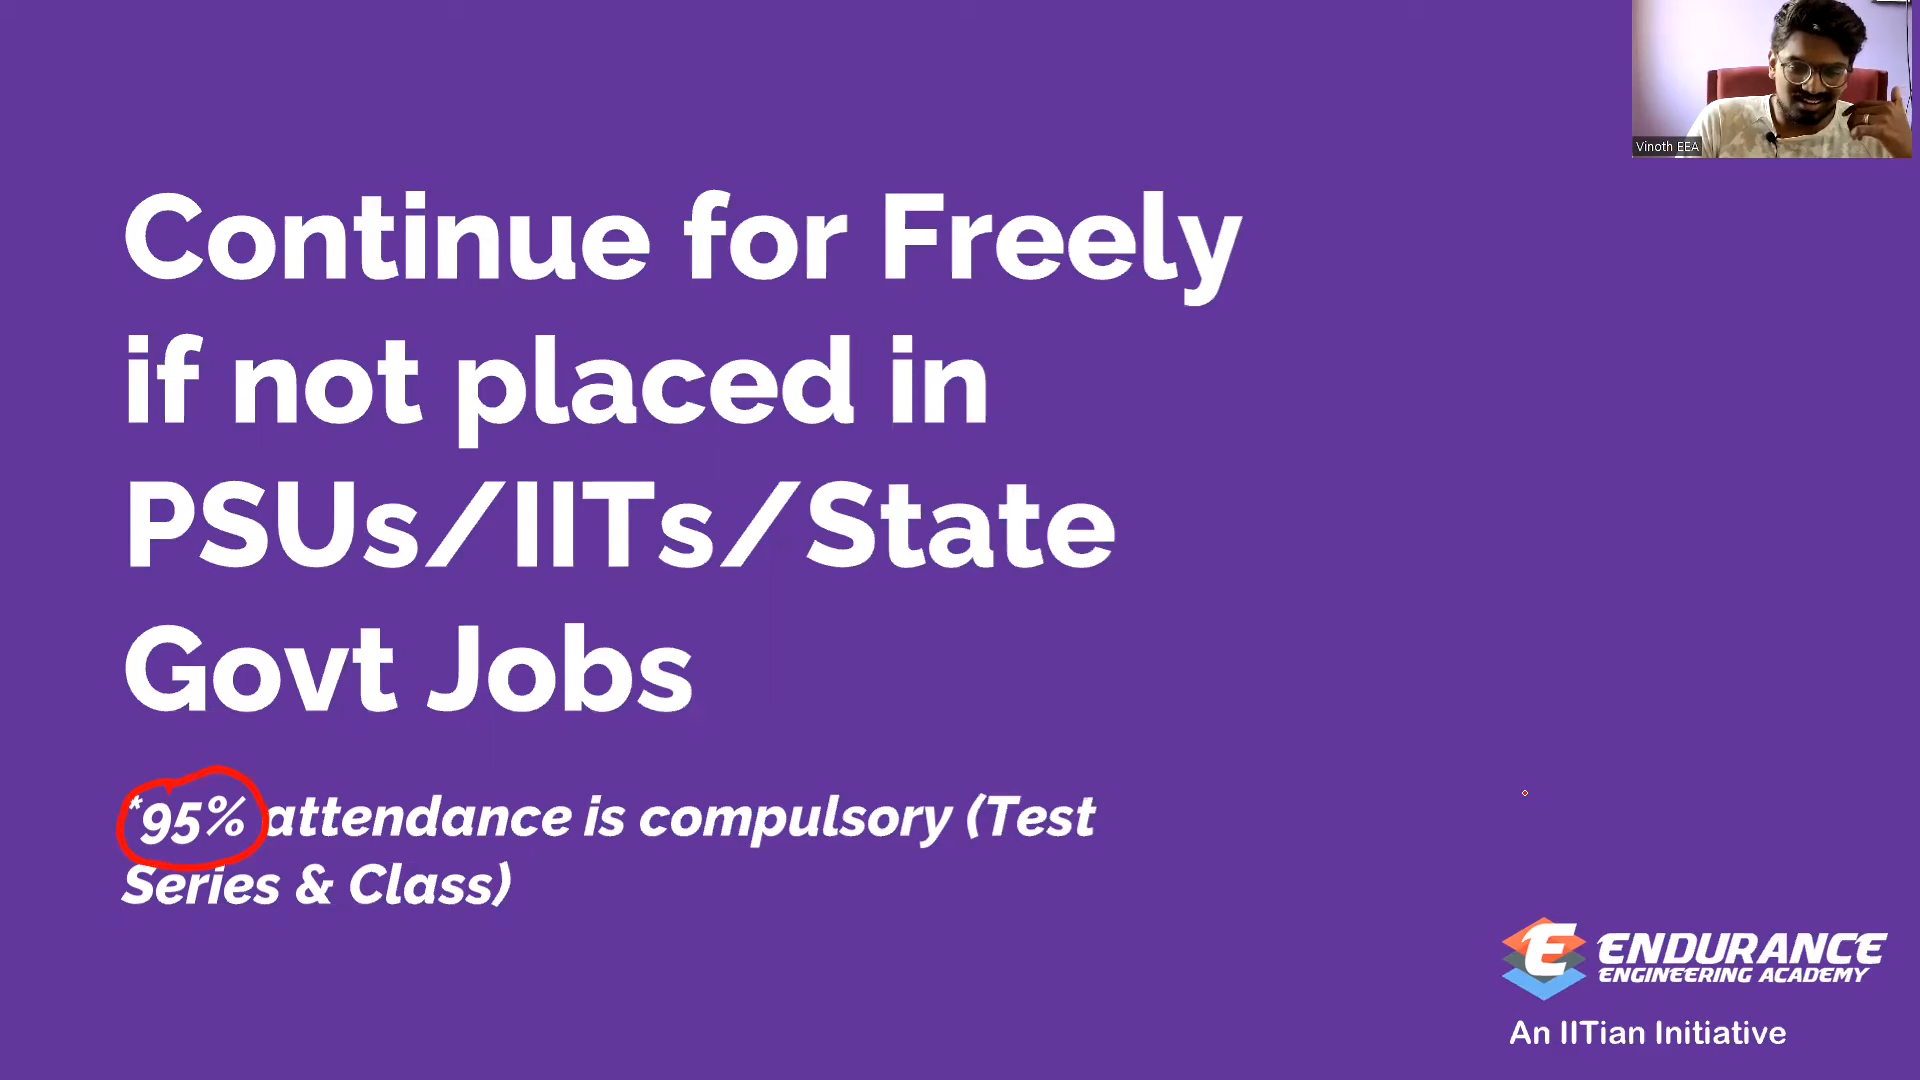 Vinoth EEA
Continue for Freely
if not placed in
PSUs/IITs/State
Govt Jobs
*95% attendance is compulsory (Test
Series & Class)
E ENDURANCE
ENGINEERING ACADEMY
An IITian Initiative